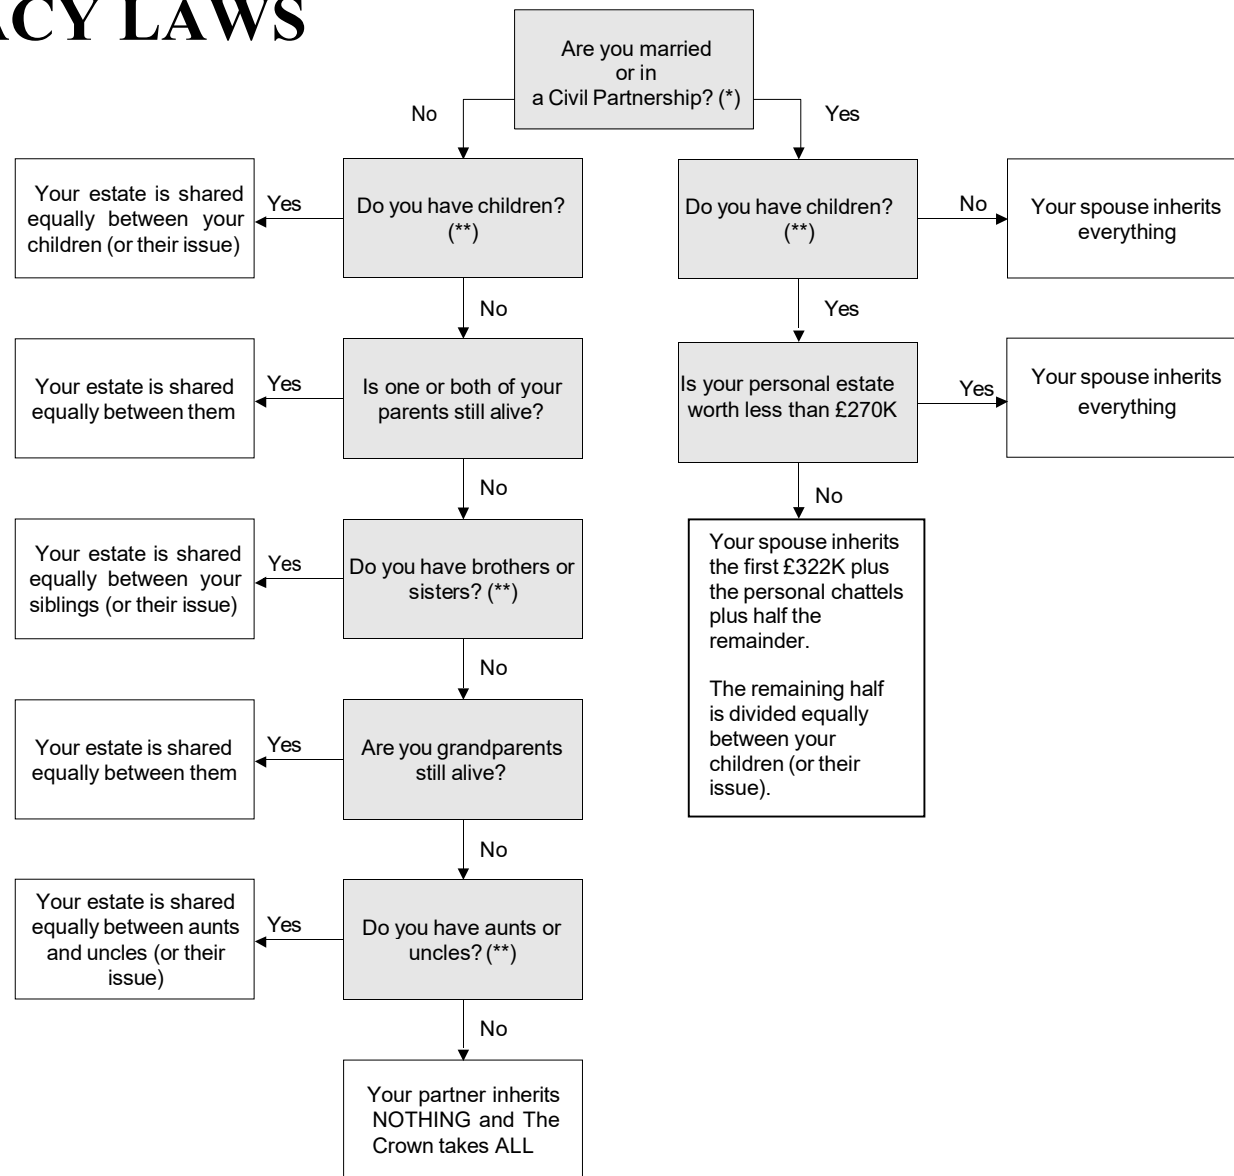 ACY LAWS
Are you married
or in
a Civil Partnership? (*)
No
Yes
Your estate is shared
equally between your
children (or their issue)
Yes
Do you have children?
(**)
Do you have children?
(**)
No
Your spouse inherits
everything
No
Yes
Your estate is shared
equally between them
Yes
Is one or both of your
parents still alive?
Is your personal estate
worth less than £270K
Yes
Your spouse inherits
everything
No
No
Your estate is shared
equally between your
siblings (or their issue)
Yes
Do you have brothers or
sisters? (**)
Your spouse inherits
the first £322K plus
the personal chattels
plus half the
remainder.
The remaining half
is divided equally
between your
children (or their
issue).
No
Your estate is shared
equally between them
Yes
Are you grandparents
still alive?
No
Your estate is shared
equally between aunts
and uncles (or their
issue)
Yes
Do you have aunts or
uncles? (**)
No
Your partner inherits
NOTHING and The
Crown takes ALL